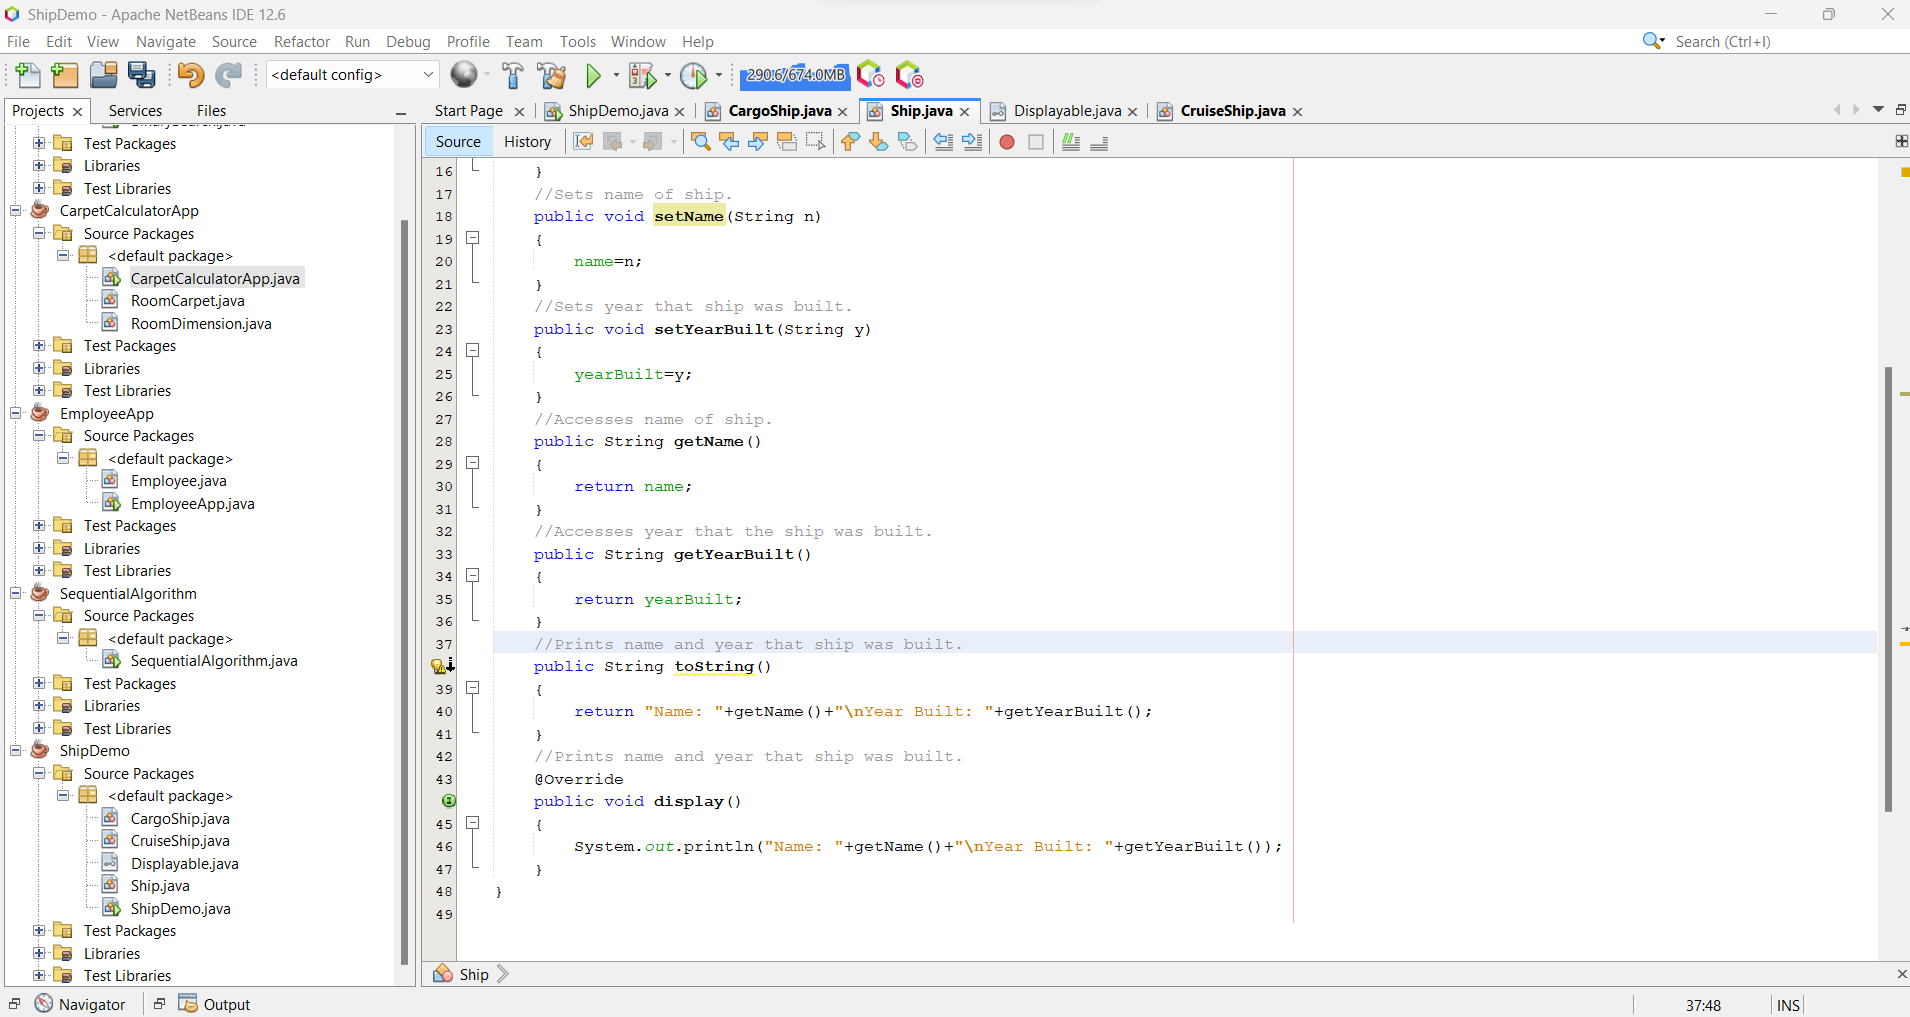 ShipDemo - Apache NetBeans IDE 12.6
File Edit View Navigate Source Refactor Run Debug Profile Team Tools Window Help
Search (Ctrl+I)
<default config>
290.6/674.0MB
Projects Services Files
Start Page ShipDemo.java CargoShip.java Ship.java Displayable.java CruiseShip.java
Source History
Test Packages
Libraries
Test Libraries
CarpetCalculatorApp
Source Packages
<default package>
CarpetCalculatorApp.java
RoomCarpet.java
RoomDimension.java
Test Packages
Libraries
Test Libraries
EmployeeApp
Source Packages
<default package>
Employee.java
EmployeeApp.java
Test Packages
Libraries
Test Libraries
SequentialAlgorithm
Source Packages
<default package>
SequentialAlgorithm.java
Test Packages
Libraries
Test Libraries
ShipDemo
Source Packages
<default package>
CargoShip.java
CruiseShip.java
Displayable.java
Ship.java
ShipDemo.java
Test Packages
Libraries
Test Libraries
16 }
17 //Sets name of ship.
18 public void setName(String n)
19 {
20 name=n;
21 }
22 //Sets year that ship was built.
23 public void setYearBuilt(String y)
24 {
25 yearBuilt=y;
26 }
27 //Accesses name of ship.
28 public String getName()
29 {
30 return name;
31 }
32 //Accesses year that the ship was built.
33 public String getYearBuilt()
34 {
35 return yearBuilt;
36 }
37 //Prints name and year that ship was built.
public String toString()
39 {
40 return "Name: "+getName()+"\nYear Built: "+getYearBuilt();
41 }
42 //Prints name and year that ship was built.
43 @Override
public void display()
45 {
46 System.out.println("Name: "+getName()+"\nYear Built: "+getYearBuilt());
47 }
48 }
49
Ship
Navigator Output
37:48 INS